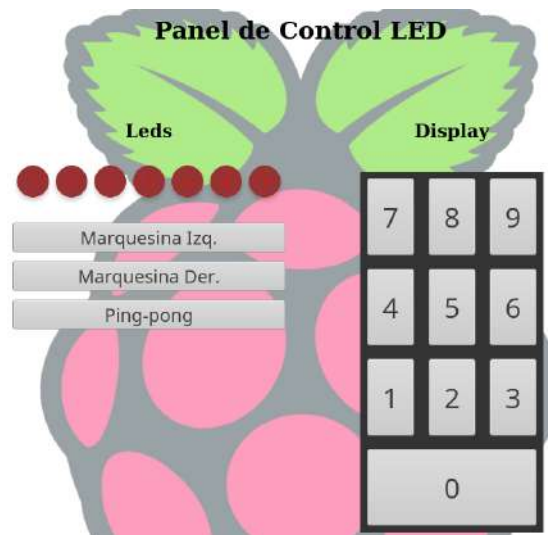 Panel de Control LED
Leds
Display
Marquesina Izq.
Marquesina Der.
Ping-pong
7 8 9
4 5 6
1 2 3
0